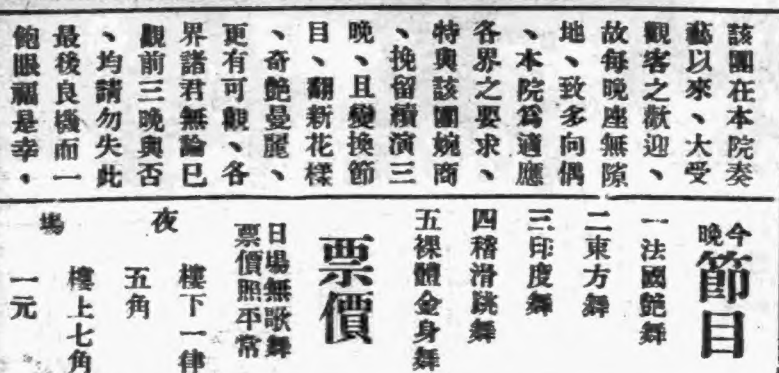 該團在本院奏
藝以來、大受
觀客之歡迎、
故每晚座無隙
地、致多向偶
、本院爲適應
各界之要求、
特與該團婉商
、挽留續演三
晚、且變換節
目、翻新花樣
、奇艶曼麗、
更有可觀、各
界諸君無論已
觀前三晚與否
、均請勿失此
最後良機而一
飽眼福是幸。
今晚節目
一法國艶舞
二東方舞
三印度舞
四稽滑跳舞
五裸體金身舞
票價
日場無歌舞
票價照平常
夜場
樓下一律
五角
樓上七角
一元